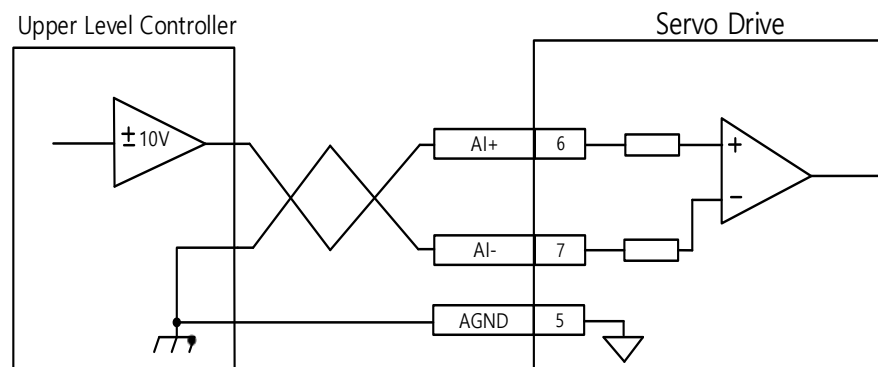 Upper Level Controller
Servo Drive
± 10V
AI+ 6
+
−
AI- 7
AGND 5